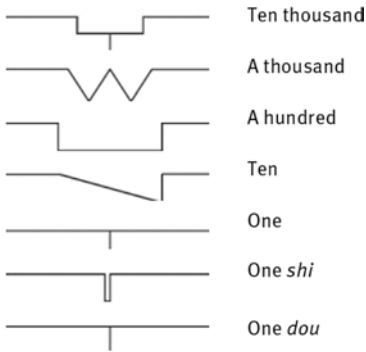 Ten thousand
A thousand
A hundred
Ten
One
One shi
One dou